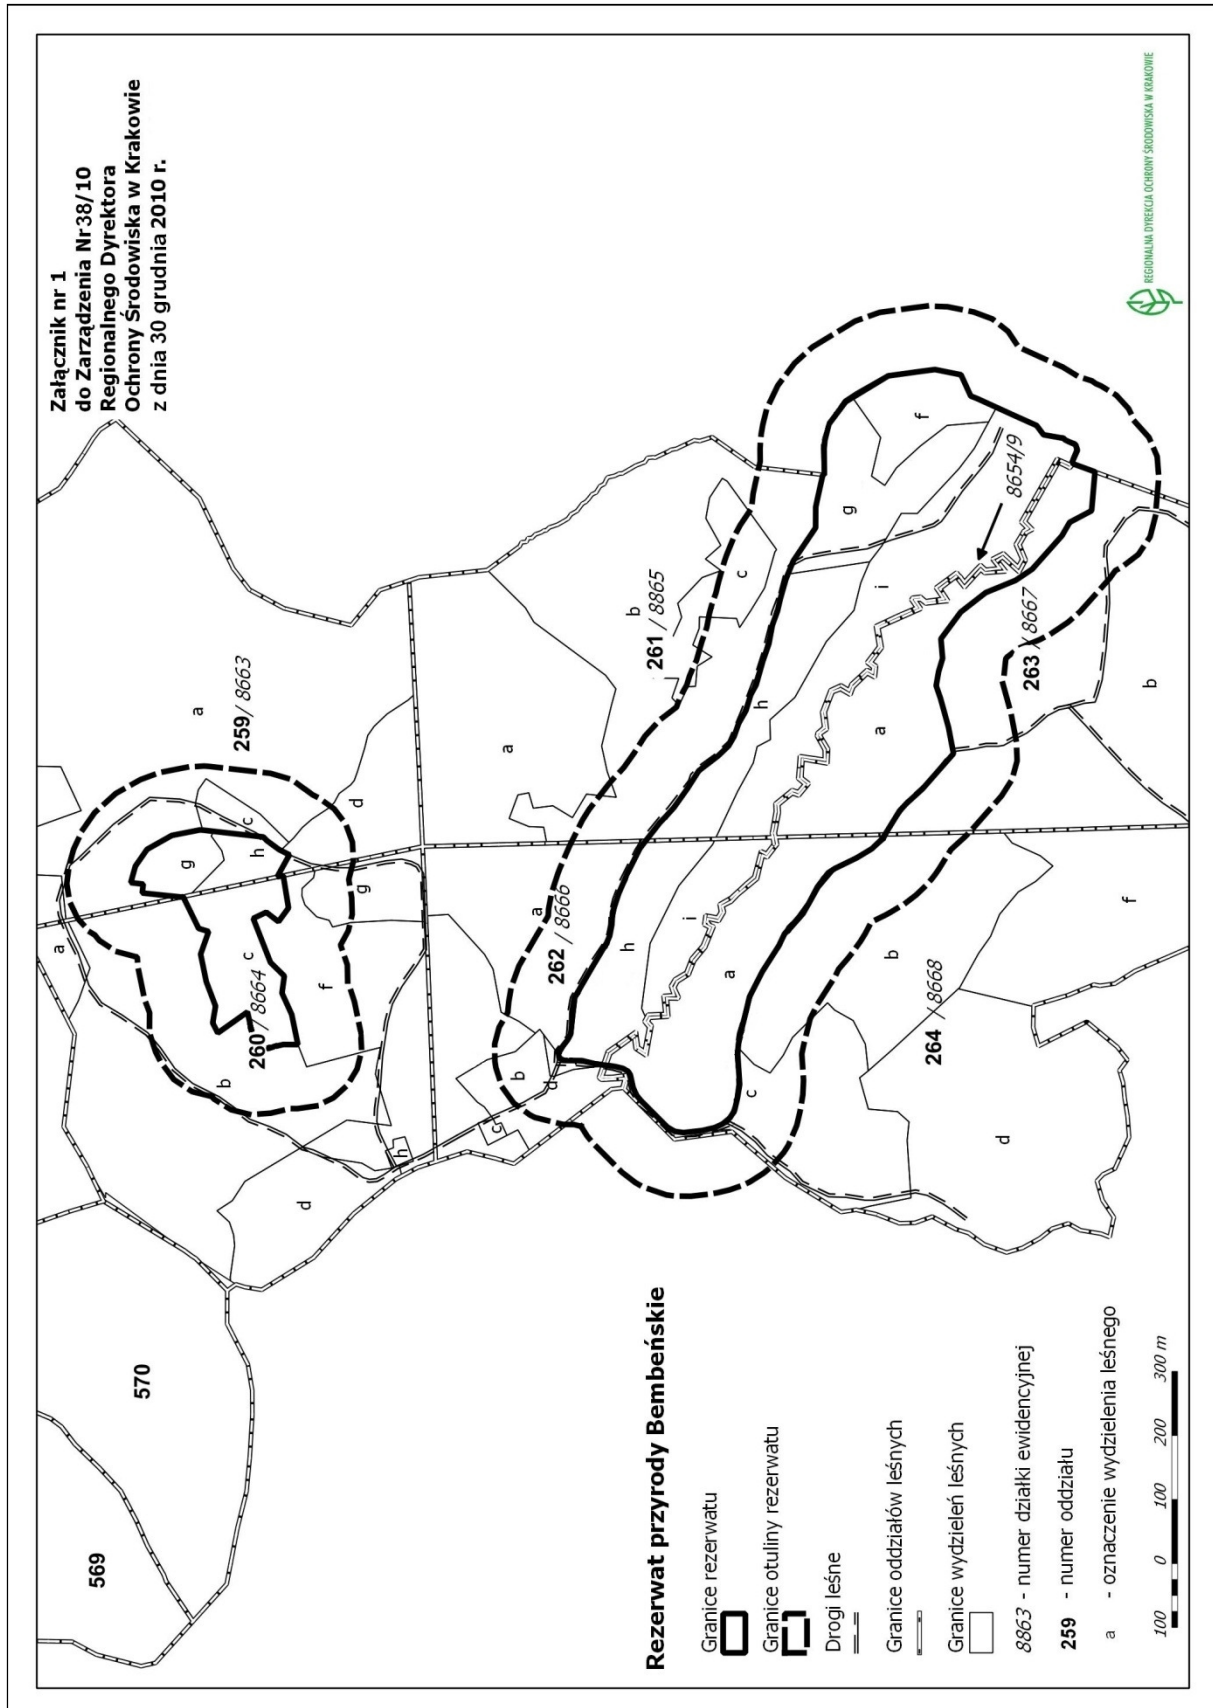 Załącznik nr 1
do Zarządzenia Nr38/10
Regionalnego Dyrektora
Ochrony Środowiska w Krakowie
z dnia 30 grudnia 2010 r.
569
570
a
259 / 8663
a
g
c
h
d
g
c
260 / 8664
f
b
d
h
a
b
261 / 8865
c
a
262 / 8666
b
d
c
h
h
g
f
i
i
a
a
8654/9
263 / 8667
b
b
264 / 8668
f
c
d
Rezerwat przyrody Bembeńskie
Granice rezerwatu
Granice otuliny rezerwatu
Drogi leśne
Granice oddziałów leśnych
Granice wydzieleń leśnych
8863 - numer działki ewidencyjnej
259 - numer oddziału
a - oznaczenie wydzielenia leśnego
100 0 100 200 300 m
REGIONALNA DYREKCJA OCHRONY ŚRODOWISKA W KRAKOWIE